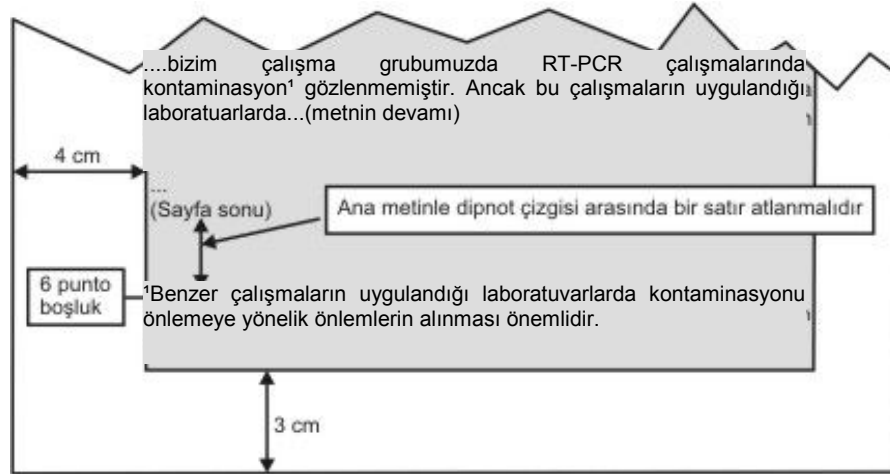 ....bizim çalışma grubumuzda RT-PCR çalışmalarında
kontaminasyon¹ gözlenmemiştir. Ancak bu çalışmaların uygulandığı
laboratuarlarda...(metnin devamı)
4 cm
...
(Sayfa sonu)
Ana metinle dipnot çizgisi arasında bir satır atlanmalıdır
6 punto
boşluk
¹Benzer çalışmaların uygulandığı laboratuvarlarda kontaminasyonu
önlemeye yönelik önlemlerin alınması önemlidir.
3 cm